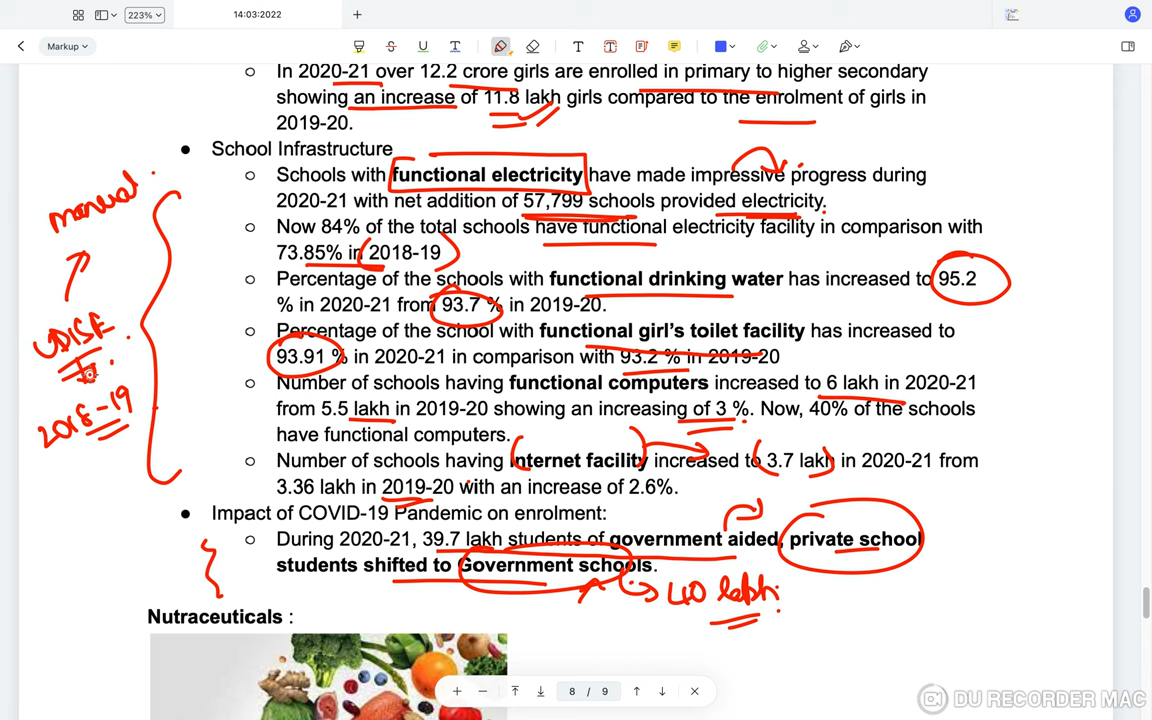 223%
14:03:2022
+
Markup
In 2020-21 over 12.2 crore girls are enrolled in primary to higher secondary
showing an increase of 11.8 lakh girls compared to the enrolment of girls in
2019-20.
● School Infrastructure
○ Schools with functional electricity have made impressive progress during
2020-21 with net addition of 57,799 schools provided electricity.
○ Now 84% of the total schools have functional electricity facility in comparison with
73.85% in 2018-19
○ Percentage of the schools with functional drinking water has increased to 95.2
% in 2020-21 from 93.7 % in 2019-20.
○ Percentage of the school with functional girl's toilet facility has increased to
93.91 % in 2020-21 in comparison with 93.2 % in 2019-20
○ Number of schools having functional computers increased to 6 lakh in 2020-21
from 5.5 lakh in 2019-20 showing an increasing of 3 %. Now, 40% of the schools
have functional computers.
○ Number of schools having internet facility increased to 3.7 lakh in 2020-21 from
3.36 lakh in 2019-20 with an increase of 2.6%.
● Impact of COVID-19 Pandemic on enrolment:
○ During 2020-21, 39.7 lakh students of government aided, private school
students shifted to Government schools.
40 lakh
manual
UDISE
2018-19
Nutraceuticals :
8 / 9
DU RECORDER MAC